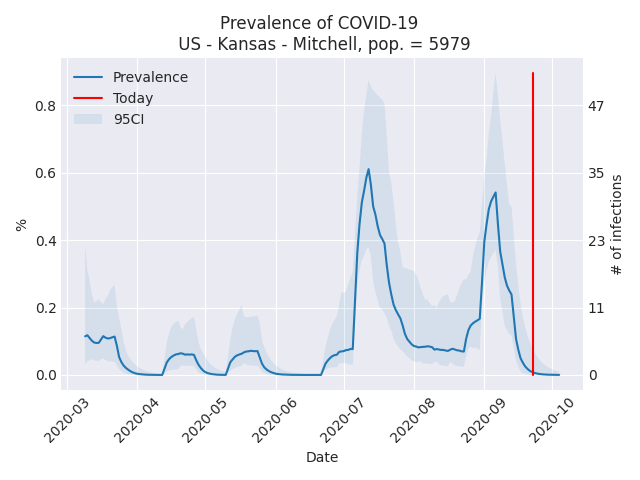 Prevalence of COVID-19
US - Kansas - Mitchell, pop. = 5979
Prevalence
Today
95CI
%
0.8
0.6
0.4
0.2
0.0
47
35
23
11
0
# of infections
2020-03
2020-04
2020-05
2020-06
2020-07
2020-08
2020-09
2020-10
Date